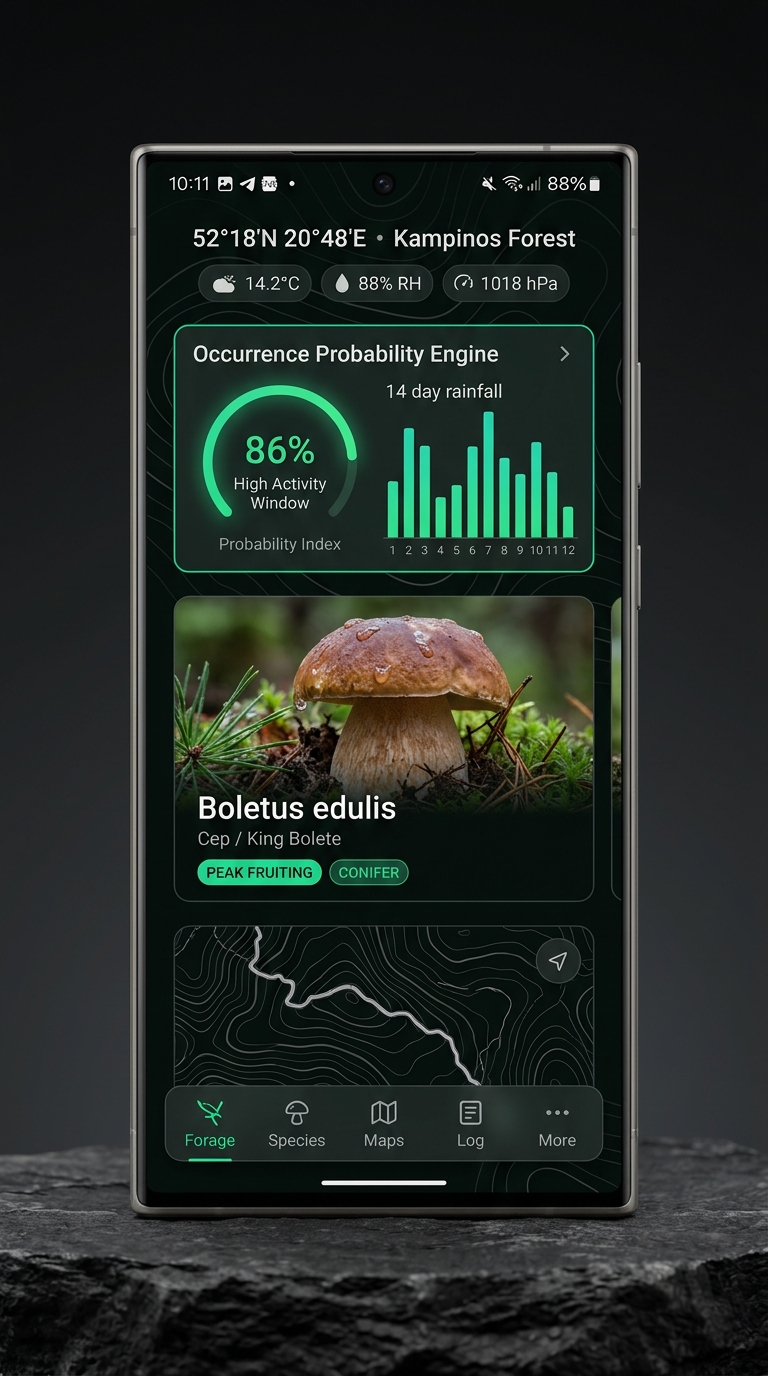 10:11 88%
52°18'N 20°48'E • Kampinos Forest
14.2°C 88% RH 1018 hPa
Occurrence Probability Engine
14 day rainfall
86%
High Activity
Window
Probability Index
1 2 3 4 5 6 7 8 9 10 11 12
Boletus edulis
Cep / King Bolete
PEAK FRUITING CONIFER
Forage Species Maps Log More